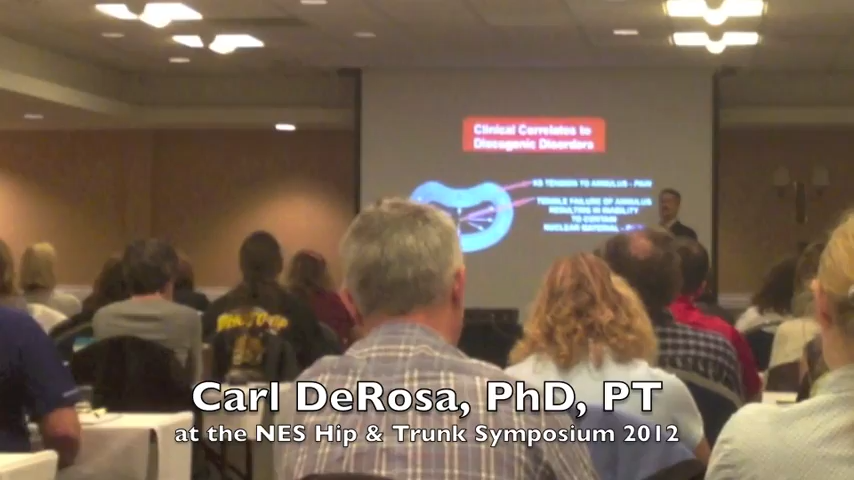 Clinical Correlates to
Discogenic Disorders
XS TENSION TO ANNULUS - PAIN
TENSILE FAILURE OF ANNULUS
RESULTING IN INABILITY
TO CONTAIN
NUCLEAR MATERIAL -
Carl DeRosa, PhD, PT
at the NES Hip & Trunk Symposium 2012